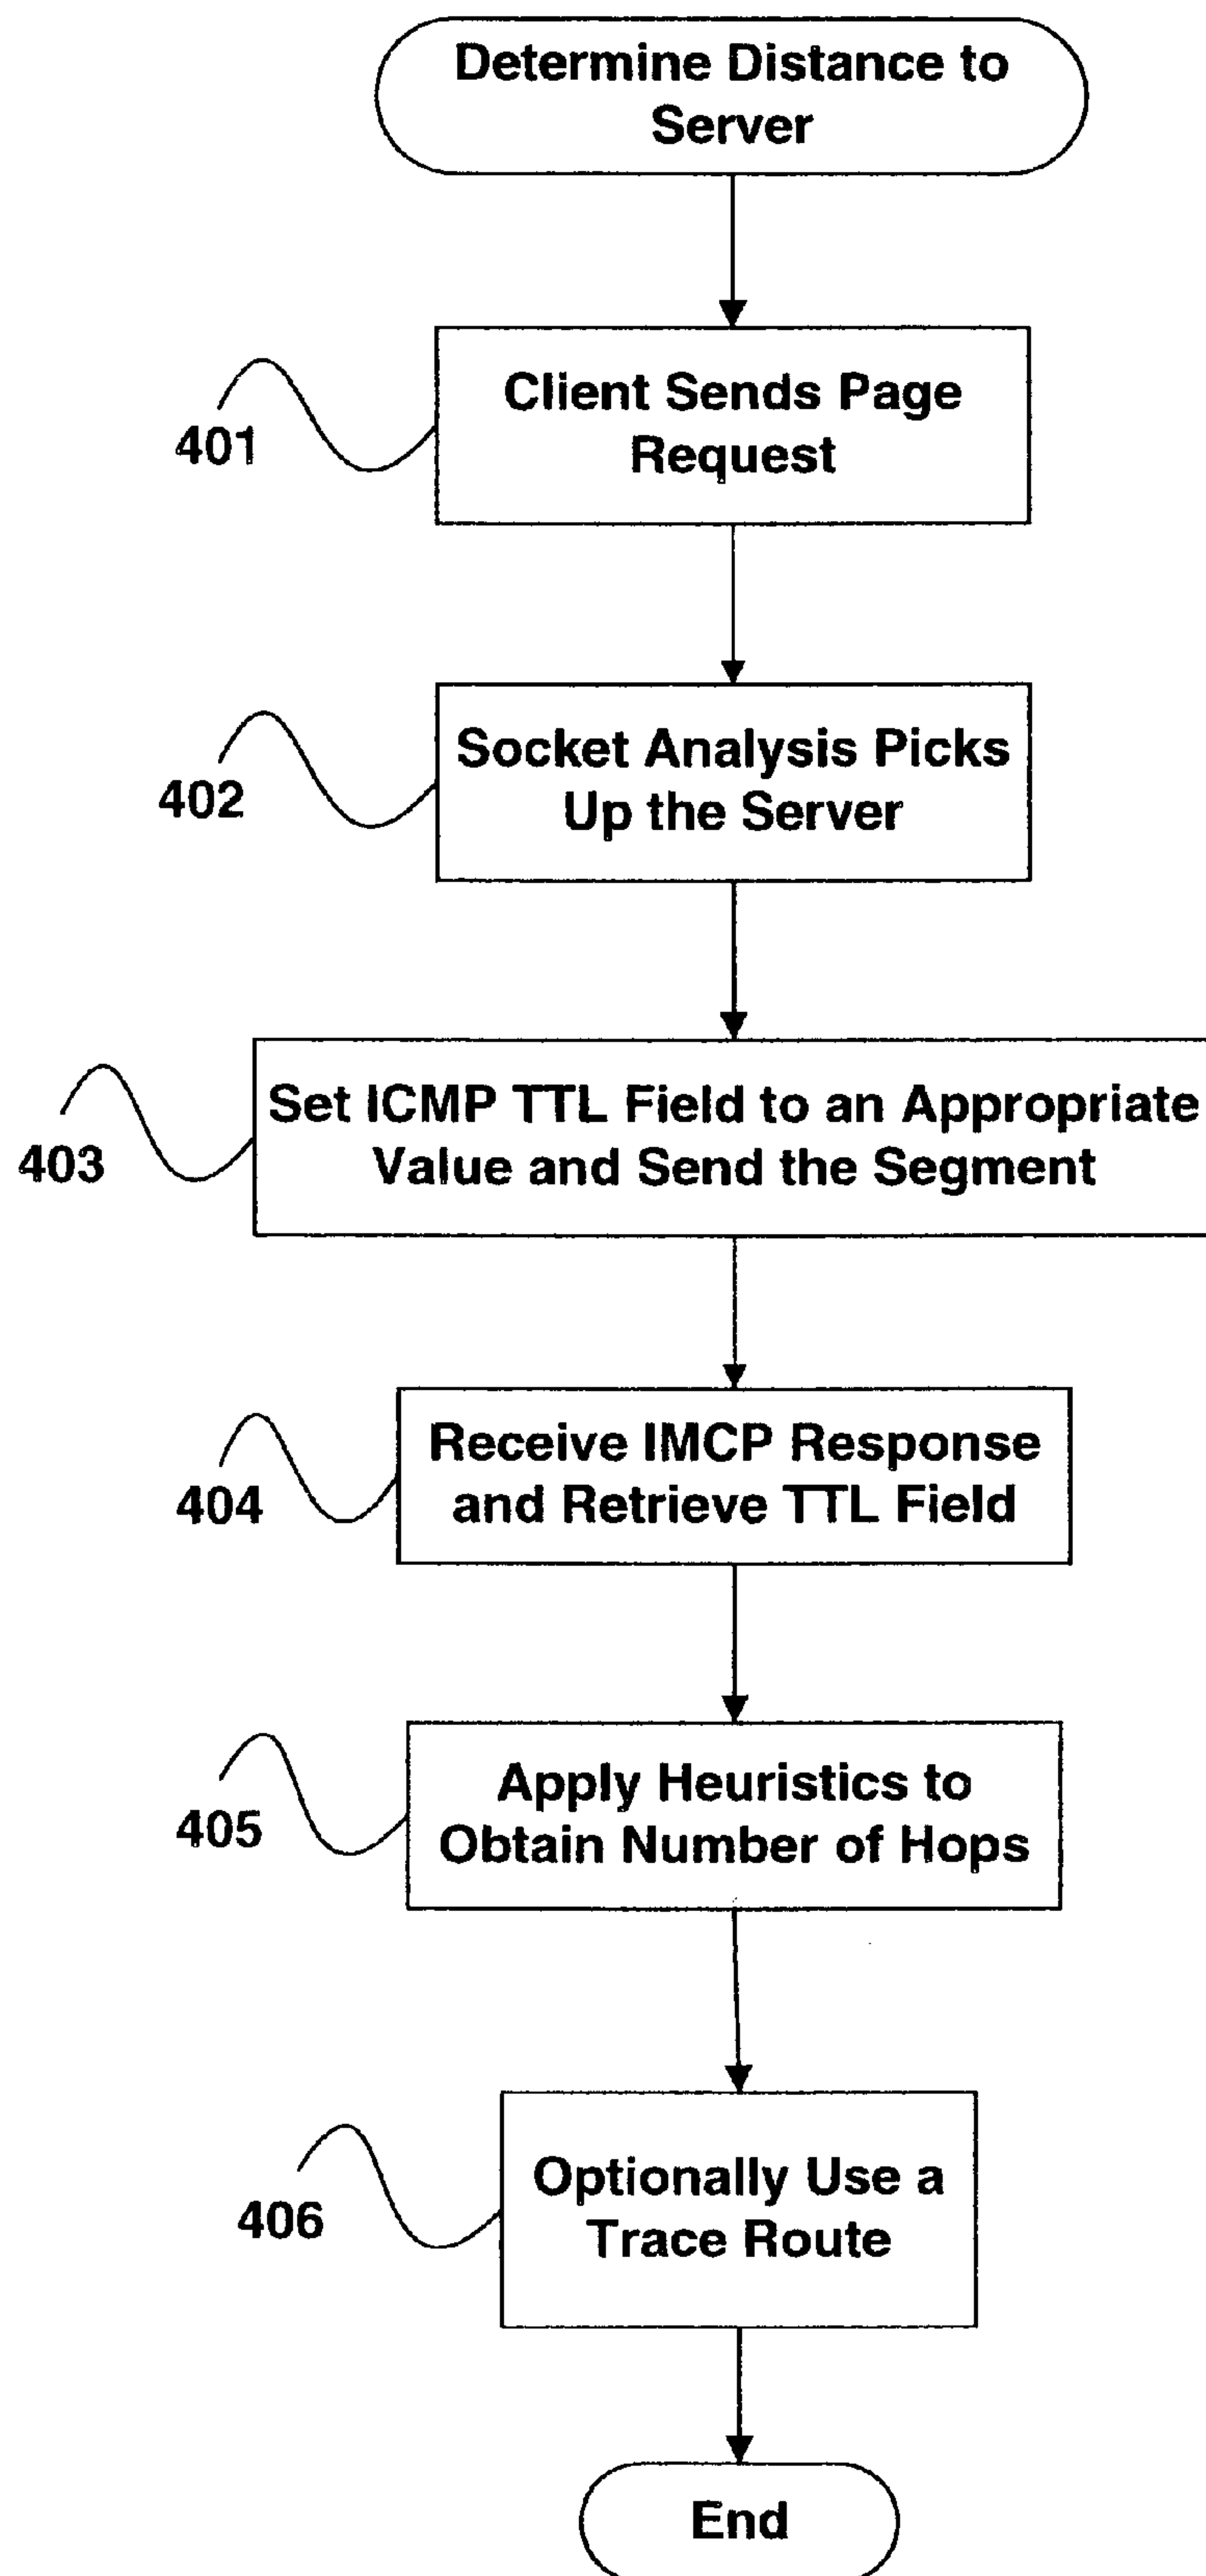 Determine Distance to
Server
Client Sends Page
Request
401
Socket Analysis Picks
Up the Server
402
Set ICMP TTL Field to an Appropriate
Value and Send the Segment
403
Receive IMCP Response
and Retrieve TTL Field
404
Apply Heuristics to
Obtain Number of Hops
405
Optionally Use a
Trace Route
406
End